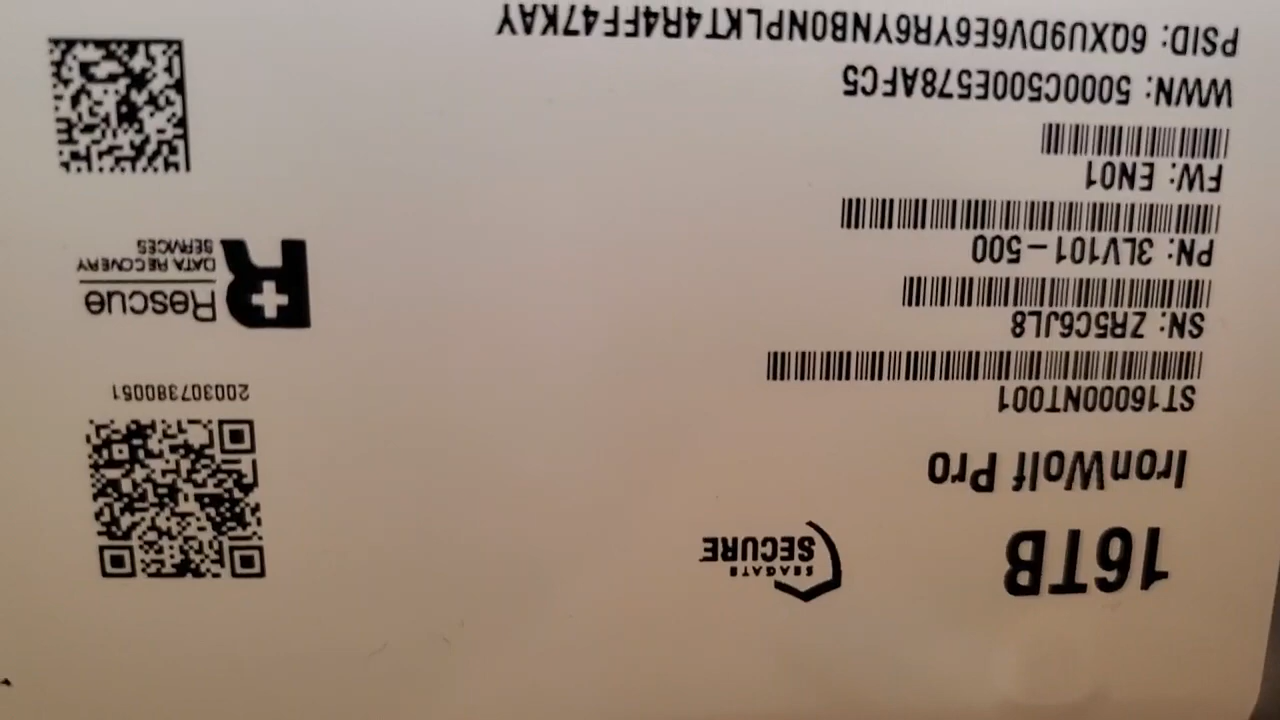 16TB
SEAGATE
SECURE
IronWolf Pro
ST16000NT001
SN: ZR5C6JL8
PN: 3LV101-500
FW: EN01
WWN: 5000C500E578AFC5
PSID: 6QXU9DV6E6YR6YNB0NPLKT4R4FF47KAY
200307380051
Rescue
DATA RECOVERY
SERVICES